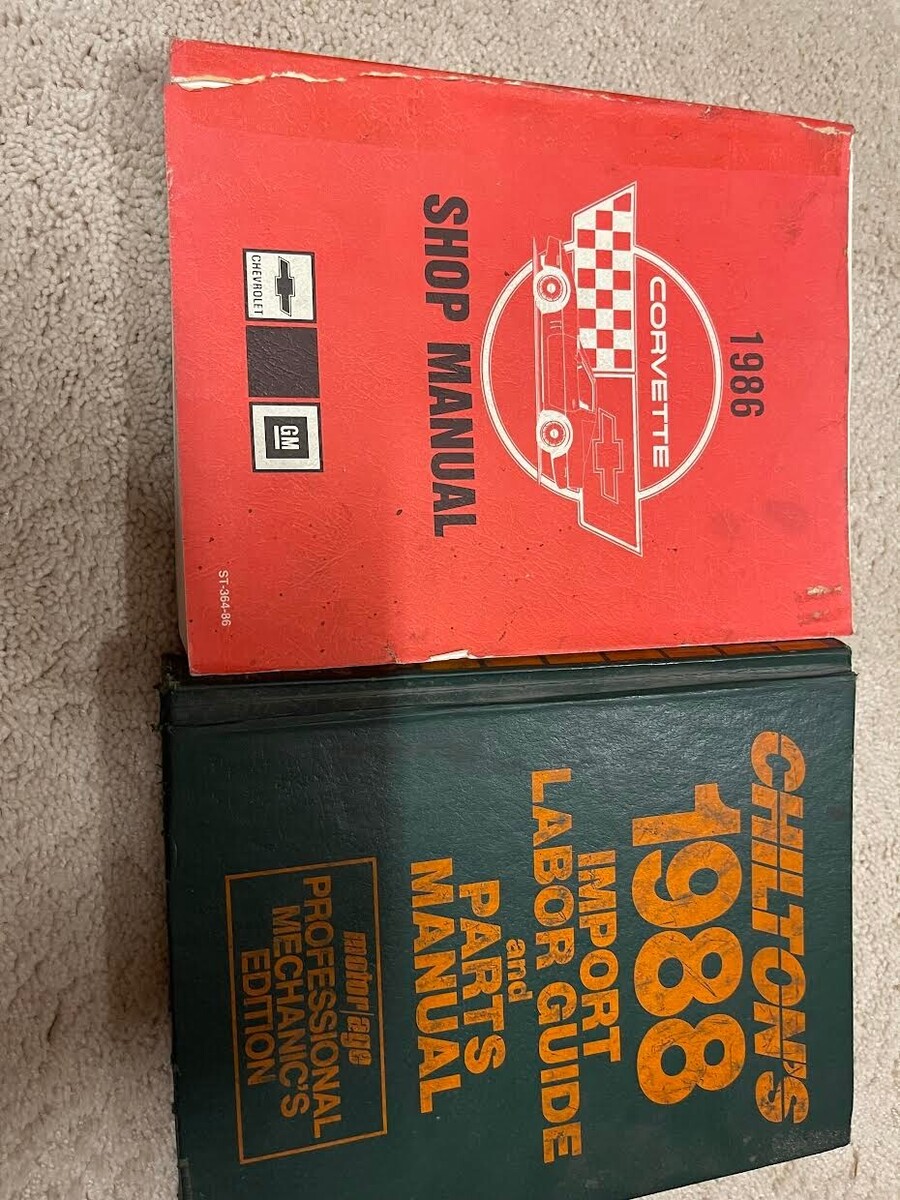 1986
CORVETTE
SHOP MANUAL
CHEVROLET
GM
ST-364-86
CHILTON'S
1988
IMPORT
LABOR GUIDE
and
PARTS
MANUAL
motor/age
PROFESSIONAL
MECHANIC'S
EDITION